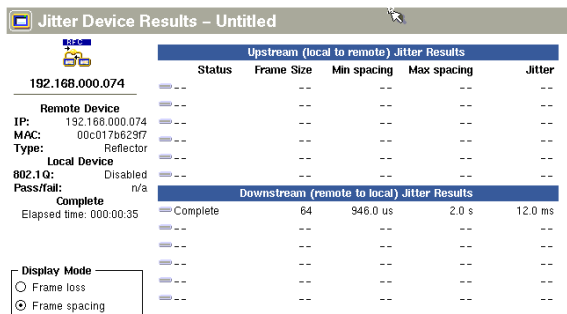 Jitter Device Results – Untitled
RFC
192.168.000.074
Remote Device
IP: 192.168.000.074
MAC: 00c017b629f7
Type: Reflector
Local Device
802.1Q: Disabled
Pass/fail: n/a
Complete
Elapsed time: 000:00:35
Display Mode
Frame loss
Frame spacing
Upstream (local to remote) Jitter Results
Status Frame Size Min spacing Max spacing Jitter
-- -- -- -- --
-- -- -- -- --
-- -- -- -- --
-- -- -- -- --
-- -- -- -- --
-- -- -- -- --
Downstream (remote to local) Jitter Results
Complete 64 946.0 us 2.0 s 12.0 ms
-- -- -- -- --
-- -- -- -- --
-- -- -- -- --
-- -- -- -- --
-- -- -- -- --